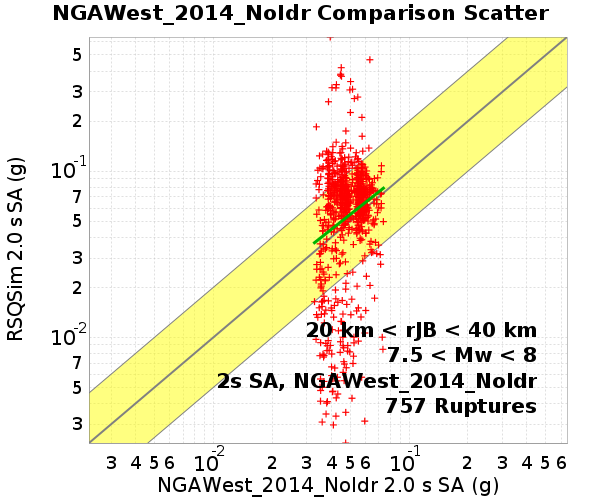 NGAWest_2014_NoIdr Comparison Scatter
RSQSim 2.0 s SA (g)
5
3
2
10-1
7
5
3
2
10-2
7
5
3
20 km < rJB < 40 km
7.5 < Mw < 8
2s SA, NGAWest_2014_NoIdr
757 Ruptures
3 4 5 6 10-2 2 3 4 5 6 10-1 2 3 4 5 6
NGAWest_2014_NoIdr 2.0 s SA (g)